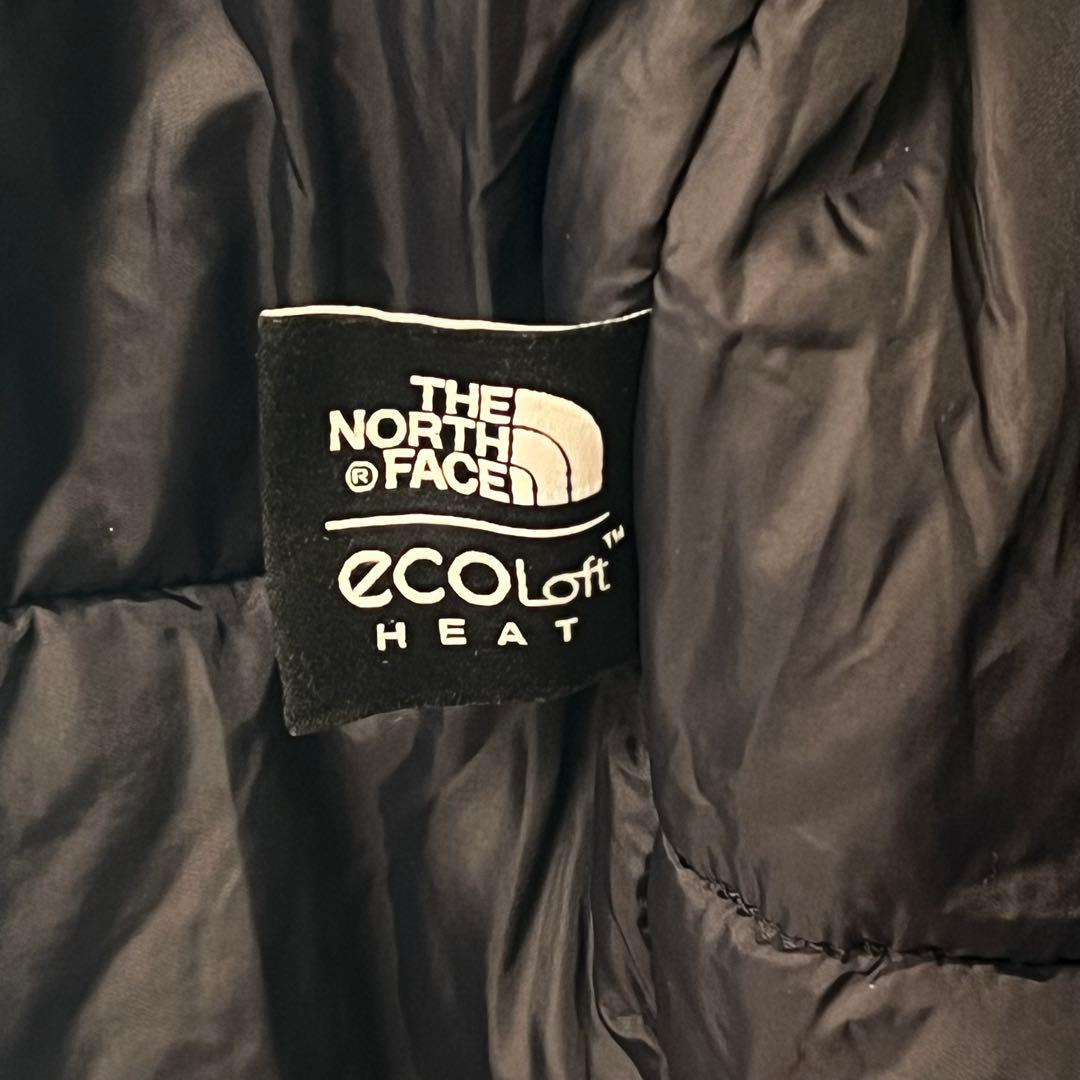 THE
NORTH
® FACE
ecoLoft™
HEAT